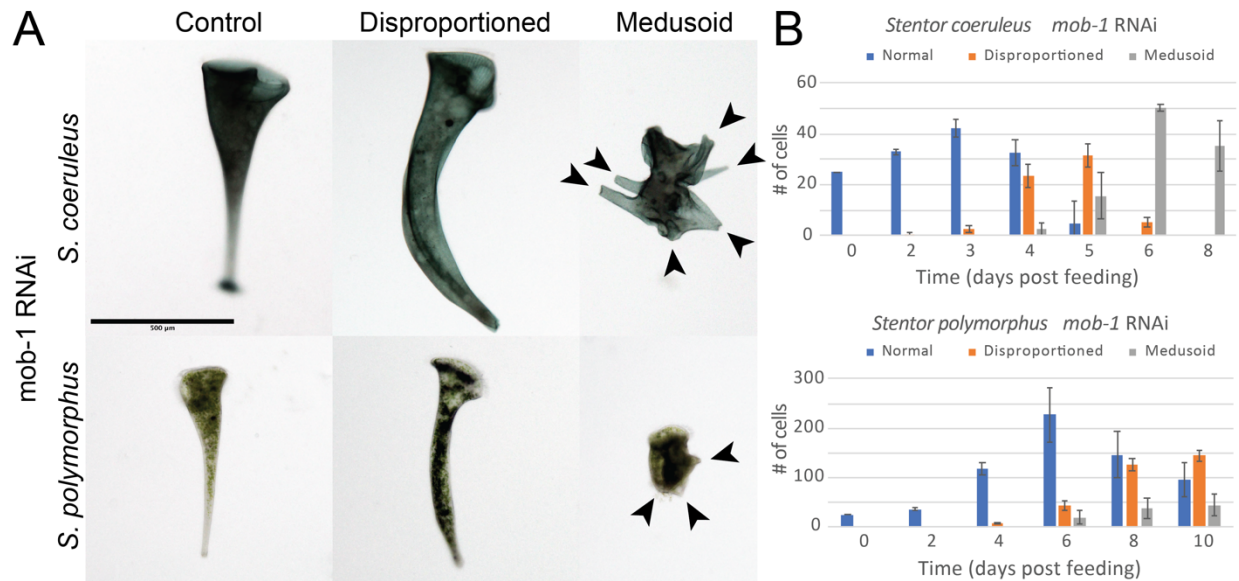 A
Control
Disproportioned
Medusoid
mob-1 RNAi
S. coeruleus
500 µm
S. polymorphus
B
Stentor coeruleus mob-1 RNAi
Normal Disproportioned Medusoid
# of cells
60
40
20
0
0 2 3 4 5 6 8
Time (days post feeding)
Stentor polymorphus mob-1 RNAi
Normal Disproportioned Medusoid
# of cells
300
200
100
0
0 2 4 6 8 10
Time (days post feeding)